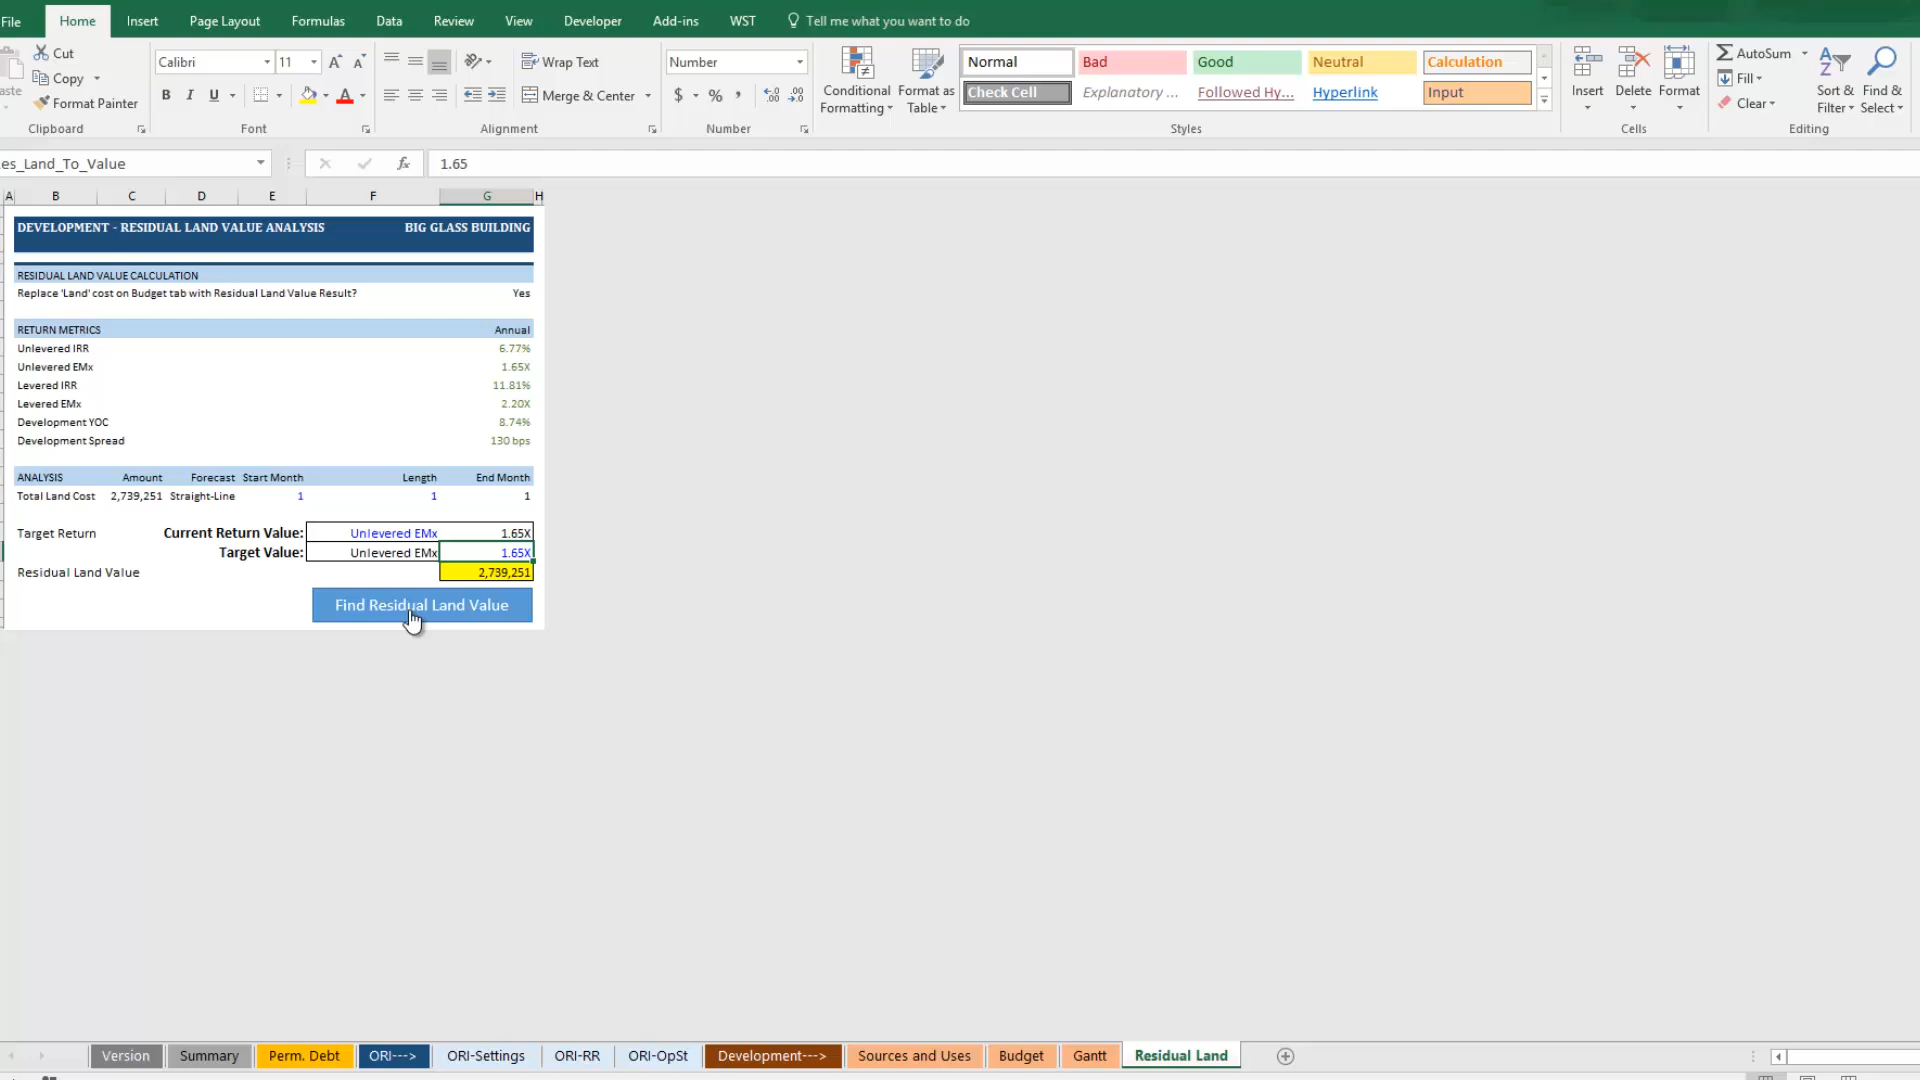 File Home Insert Page Layout Formulas Data Review View Developer Add-ins WST Tell me what you want to do
Cut
Copy
Format Painter
Clipboard
Calibri 11
B I U
Font
Wrap Text
Merge & Center
Alignment
Number
$ % ,
Number
Conditional Formatting
Format as Table
Normal Bad Good Neutral Calculation
Check Cell Explanatory ... Followed Hy... Hyperlink Input
Styles
Insert Delete Format
Cells
AutoSum
Fill
Clear
Sort & Filter
Find & Select
Editing
es_Land_To_Value fx 1.65
A B C D E F G H
DEVELOPMENT - RESIDUAL LAND VALUE ANALYSIS BIG GLASS BUILDING
RESIDUAL LAND VALUE CALCULATION
Replace 'Land' cost on Budget tab with Residual Land Value Result? Yes
RETURN METRICS Annual
Unlevered IRR 6.77%
Unlevered EMx 1.65X
Levered IRR 11.81%
Levered EMx 2.20X
Development YOC 8.74%
Development Spread 130 bps
ANALYSIS Amount Forecast Start Month Length End Month
Total Land Cost 2,739,251 Straight-Line 1 1 1
Target Return Current Return Value: Unlevered EMx 1.65X
Target Value: Unlevered EMx 1.65X
Residual Land Value 2,739,251
Find Residual Land Value
Version Summary Perm. Debt ORI---> ORI-Settings ORI-RR ORI-OpSt Development---> Sources and Uses Budget Gantt Residual Land